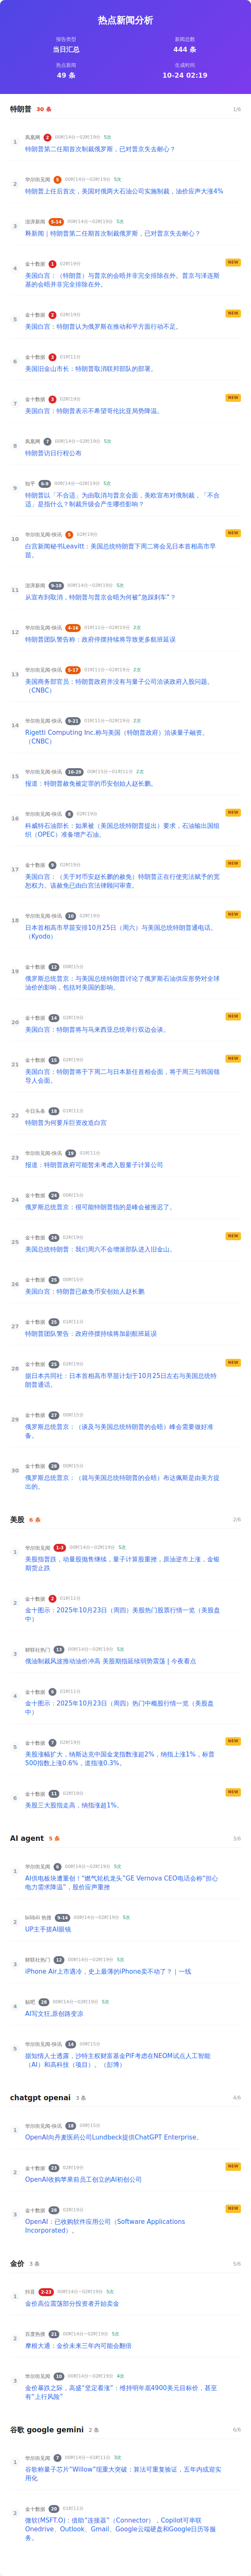 热点新闻分析
报告类型
新闻总数
当日汇总
444 条
热点新闻
生成时间
49 条
10-24 02:19
特朗普 30 条 1/6
1 凤凰网 2 00时14分~02时19分 5次
特朗普第二任期首次制裁俄罗斯，已对普京失去耐心？
2 华尔街见闻 5 00时14分~02时19分 5次
特朗普上任后首次，美国对俄两大石油公司实施制裁，油价应声大涨4%
3 澎湃新闻 5-14 00时14分~02时19分 5次
释新闻｜特朗普第二任期首次制裁俄罗斯，已对普京失去耐心？
4 金十数据 1 02时19分 NEW
美国白宫：（特朗普）与普京的会晤并非完全排除在外。普京与泽连斯
基的会晤并非完全排除在外。
5 金十数据 2 02时19分 NEW
美国白宫：特朗普认为俄罗斯在推动和平方面行动不足。
6 金十数据 3 01时11分
美国旧金山市长：特朗普取消联邦部队的部署。
7 金十数据 3 02时19分 NEW
美国白宫：特朗普表示不希望哥伦比亚局势降温。
8 凤凰网 7 00时14分~02时19分 5次
特朗普访日行程公布
9 知乎 6-8 00时14分~02时19分 5次
特朗普以「不合适」为由取消与普京会面，美欧宣布对俄制裁，「不合
适」是指什么？制裁升级会产生哪些影响？
10 华尔街见闻-快讯 5 02时19分 NEW
白宫新闻秘书Leavitt：美国总统特朗普下周二将会见日本首相高市早
苗。
11 澎湃新闻 9-10 00时14分~02时19分 5次
从宣布到取消，特朗普与普京会晤为何被“急踩刹车”？
12 华尔街见闻-快讯 4-16 01时11分~02时19分 2次
特朗普团队警告称：政府停摆持续将导致更多航班延误
13 华尔街见闻-快讯 5-17 01时11分~02时19分 2次
美国商务部官员：特朗普政府并没有与量子公司洽谈政府入股问题。
（CNBC）
14 华尔街见闻-快讯 9-21 01时11分~02时19分 2次
Rigetti Computing Inc.称与美国（特朗普政府）洽谈量子融资。
（CNBC）
15 华尔街见闻-快讯 16-29 00时15分~01时11分 2次
报道：特朗普赦免被定罪的币安创始人赵长鹏。
16 华尔街见闻-快讯 8 02时19分 NEW
科威特石油部长：如果被（美国总统特朗普提出）要求，石油输出国组
织（OPEC）准备增产石油。
17 金十数据 9 02时19分 NEW
美国白宫：（关于对币安赵长鹏的赦免）特朗普正在行使宪法赋予的宽
恕权力。该赦免已由白宫法律顾问审查。
18 华尔街见闻-快讯 10 02时19分 NEW
日本首相高市早苗安排10月25日（周六）与美国总统特朗普通电话。
（Kyodo）
19 金十数据 12 00时15分
俄罗斯总统普京：与美国总统特朗普讨论了俄罗斯石油供应形势对全球
油价的影响，包括对美国的影响。
20 金十数据 14 02时19分 NEW
美国白宫：特朗普将与马来西亚总统举行双边会谈。
21 金十数据 15 02时19分 NEW
美国白宫：特朗普将于下周二与日本新任首相会面，将于周三与韩国领
导人会面。
22 今日头条 18 01时11分
特朗普为何要斥巨资改造白宫
23 华尔街见闻-快讯 19 01时11分
报道：特朗普政府可能暂未考虑入股量子计算公司
24 金十数据 24 00时15分
俄罗斯总统普京：很可能特朗普指的是峰会被推迟了。
25 金十数据 24 02时19分 NEW
美国总统特朗普：我们周六不会增派部队进入旧金山。
26 金十数据 25 00时15分
美国白宫：特朗普已赦免币安创始人赵长鹏
27 金十数据 25 01时11分
特朗普团队警告：政府停摆持续将加剧航班延误
28 金十数据 25 02时19分 NEW
据日本共同社：日本首相高市早苗计划于10月25日左右与美国总统特
朗普通话。
29 金十数据 27 00时15分
俄罗斯总统普京：（谈及与美国总统特朗普的会晤）峰会需要做好准
备。
30 金十数据 28 00时15分
俄罗斯总统普京：（就与美国总统特朗普的会晤）布达佩斯是由美方提
出的。
美股 6 条 2/6
1 华尔街见闻 1-3 00时14分~02时19分 5次
美股指普跌，动量股抛售继续，量子计算股重挫，原油逆市上涨，金银
期货止跌
2 金十数据 2 01时11分
金十图示：2025年10月23日（周四）美股热门股票行情一览（美股盘
中）
3 财联社热门 13 00时14分~02时19分 5次
俄油制裁风波推动油价冲高 美股期指延续弱势震荡 | 今夜看点
4 金十数据 6 01时11分
金十图示：2025年10月23日（周四）热门中概股行情一览（美股盘
中）
5 金十数据 7 02时19分 NEW
美股涨幅扩大，纳斯达克中国金龙指数涨超2%，纳指上涨1%，标普
500指数上涨0.6%，道指涨0.3%。
6 金十数据 11 02时19分 NEW
美股三大股指走高，纳指涨超1%。
AI agent 5 条 3/6
1 华尔街见闻 6 00时14分~02时19分 5次
AI供电板块遭重创！“燃气轮机龙头”GE Vernova CEO电话会称“担心
电力需求降温”，股价应声重挫
2 bilibili 热搜 9-14 00时14分~02时19分 5次
UP主手搓AI眼镜
3 财联社热门 12 00时14分~02时19分 5次
iPhone Air上市遇冷，史上最薄的iPhone卖不动了？｜一线
4 贴吧 28 00时14分~02时19分 5次
AI写文狂,原创路变凉
5 华尔街见闻-快讯 14 00时15分
据知情人士透露，沙特主权财富基金PIF考虑在NEOM试点人工智能
（AI）和高科技（项目）。（彭博）
chatgpt openai 3 条 4/6
1 华尔街见闻-快讯 18 00时15分
OpenAI向丹麦医药公司Lundbeck提供ChatGPT Enterprise。
2 金十数据 23 02时19分 NEW
OpenAI收购苹果前员工创立的AI初创公司
3 金十数据 26 02时19分 NEW
OpenAI：已收购软件应用公司（Software Applications
Incorporated）。
金价 3 条 5/6
1 抖音 2-23 00时14分~02时19分 5次
金价高位震荡部分投资者开始卖金
2 百度热搜 21 00时14分~02时19分 5次
摩根大通：金价未来三年内可能会翻倍
3 华尔街见闻 10 00时14分~02时19分 4次
金价暴跌之际，高盛“坚定看涨”：维持明年底4900美元目标价，甚至
有“上行风险”
谷歌 google gemini 2 条 6/6
1 华尔街见闻 7 00时15分~01时11分 3次
谷歌称量子芯片“Willow”现重大突破：算法可重复验证，五年内或迎实
用化
2 金十数据 20 01时11分
微软(MSFT.O)：借助“连接器”（Connector），Copilot可串联
Onedrive、Outlook、Gmail、Google云端硬盘和Google日历等服
务。